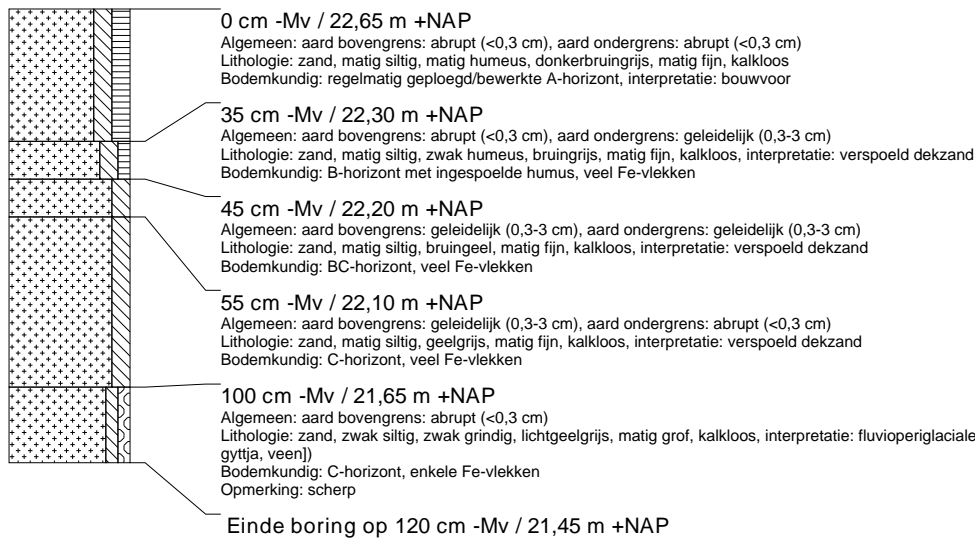 0 cm -Mv / 22,65 m +NAP
Algemeen: aard bovengrens: abrupt (<0,3 cm), aard ondergrens: abrupt (<0,3 cm)
Lithologie: zand, matig siltig, matig humeus, donkerbruingrijs, matig fijn, kalkloos
Bodemkundig: regelmatig geploegd/bewerkte A-horizont, interpretatie: bouwvoor
35 cm -Mv / 22,30 m +NAP
Algemeen: aard bovengrens: abrupt (<0,3 cm), aard ondergrens: geleidelijk (0,3-3 cm)
Lithologie: zand, matig siltig, zwak humeus, bruingrijs, matig fijn, kalkloos, interpretatie: verspoeld dekzand
Bodemkundig: B-horizont met ingespoelde humus, veel Fe-vlekken
45 cm -Mv / 22,20 m +NAP
Algemeen: aard bovengrens: geleidelijk (0,3-3 cm), aard ondergrens: geleidelijk (0,3-3 cm)
Lithologie: zand, matig siltig, bruingeel, matig fijn, kalkloos, interpretatie: verspoeld dekzand
Bodemkundig: BC-horizont, veel Fe-vlekken
55 cm -Mv / 22,10 m +NAP
Algemeen: aard bovengrens: geleidelijk (0,3-3 cm), aard ondergrens: abrupt (<0,3 cm)
Lithologie: zand, matig siltig, geelgrijs, matig fijn, kalkloos, interpretatie: verspoeld dekzand
Bodemkundig: C-horizont, veel Fe-vlekken
100 cm -Mv / 21,65 m +NAP
Algemeen: aard bovengrens: abrupt (<0,3 cm)
Lithologie: zand, zwak siltig, zwak grindig, lichtgeelgrijs, matig grof, kalkloos, interpretatie: fluvioperiglaciale
gyttja, veen])
Bodemkundig: C-horizont, enkele Fe-vlekken
Opmerking: scherp
Einde boring op 120 cm -Mv / 21,45 m +NAP